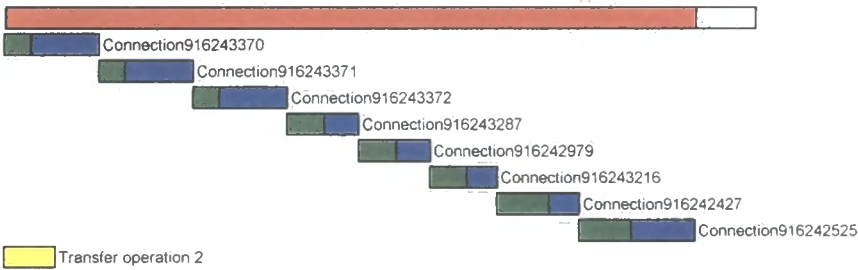 Connection916243370
Connection916243371
Connection916243372
Connection916243287
Connection916242979
Connection916243216
Connection916242427
Connection916242525
Transfer operation 2